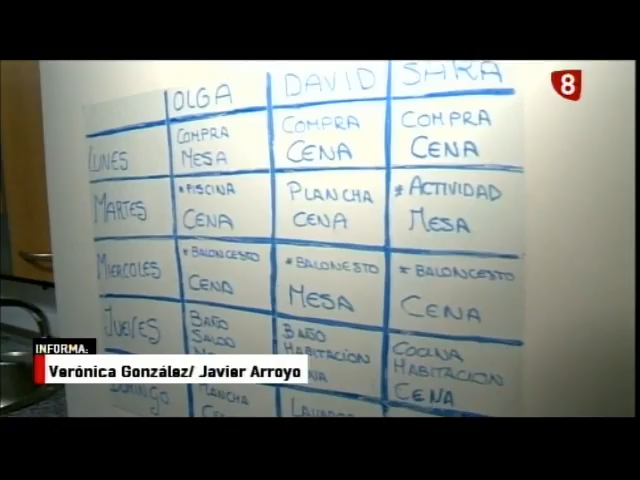 8
OLGA DAVID SARA
LUNES
COMPRA
MESA
COMPRA
CENA
COMPRA
CENA
MARTES
* PISCINA
CENA
PLANCHA
CENA
* ACTIVIDAD
MESA
MIERCOLES
* BALONCESTO
CENA
* BALONESTO
MESA
* BALONCESTO
CENA
JUEVES
BAÑO
SALÓN
BAÑO
HABITACION
COCINA
HABITACION
CENA
DOMINGO
PLANCHA
INFORMA:
Verónica González/ Javier Arroyo